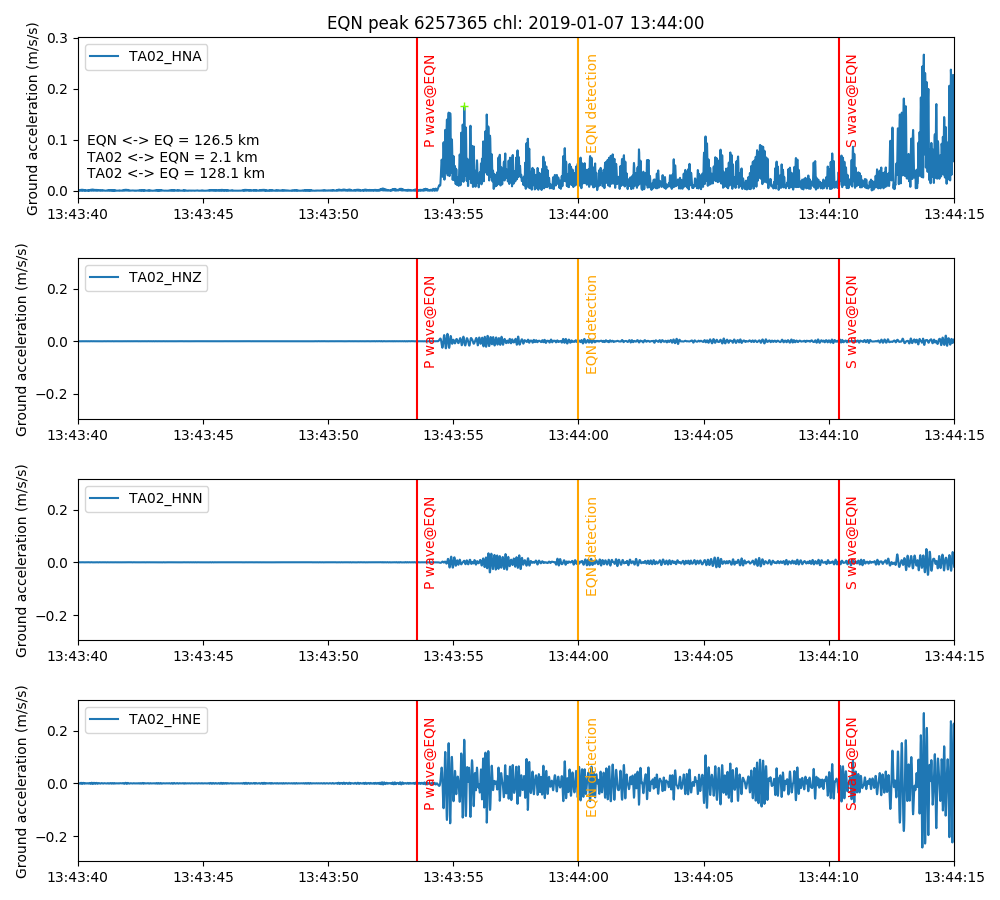 EQN peak 6257365 chl: 2019-01-07 13:44:00
Ground acceleration (m/s/s)
0.3
0.2
0.1
0.0
TA02_HNA
EQN <-> EQ = 126.5 km
TA02 <-> EQN = 2.1 km
TA02 <-> EQ = 128.1 km
P wave@EQN
EQN detection
S wave@EQN
13:43:40 13:43:45 13:43:50 13:43:55 13:44:00 13:44:05 13:44:10 13:44:15
Ground acceleration (m/s/s)
0.2
0.0
−0.2
TA02_HNZ
P wave@EQN
EQN detection
S wave@EQN
13:43:40 13:43:45 13:43:50 13:43:55 13:44:00 13:44:05 13:44:10 13:44:15
Ground acceleration (m/s/s)
0.2
0.0
−0.2
TA02_HNN
P wave@EQN
EQN detection
S wave@EQN
13:43:40 13:43:45 13:43:50 13:43:55 13:44:00 13:44:05 13:44:10 13:44:15
Ground acceleration (m/s/s)
0.2
0.0
−0.2
TA02_HNE
P wave@EQN
EQN detection
S wave@EQN
13:43:40 13:43:45 13:43:50 13:43:55 13:44:00 13:44:05 13:44:10 13:44:15